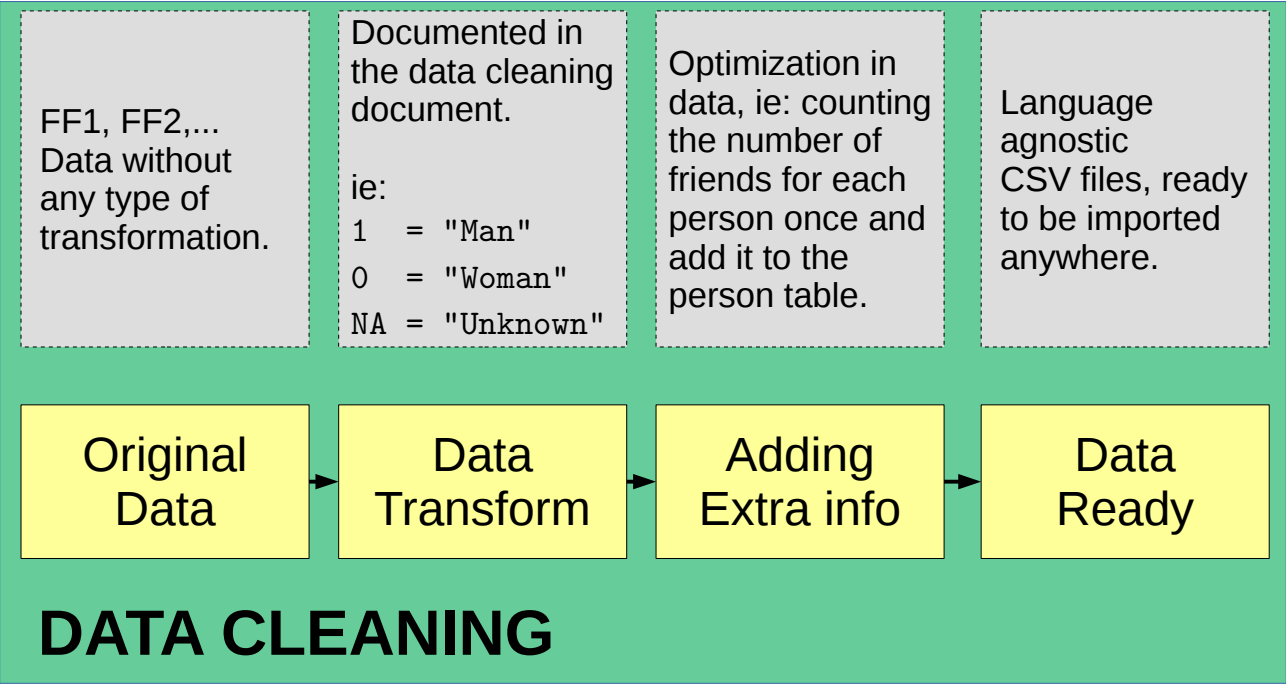 FF1, FF2,...
Data without
any type of
transformation.
Documented in
the data cleaning
document.
ie:
1 = "Man"
0 = "Woman"
NA = "Unknown"
Optimization in
data, ie: counting
the number of
friends for each
person once and
add it to the
person table.
Language
agnostic
CSV files, ready
to be imported
anywhere.
Original
Data
Data
Transform
Adding
Extra info
Data
Ready
DATA CLEANING